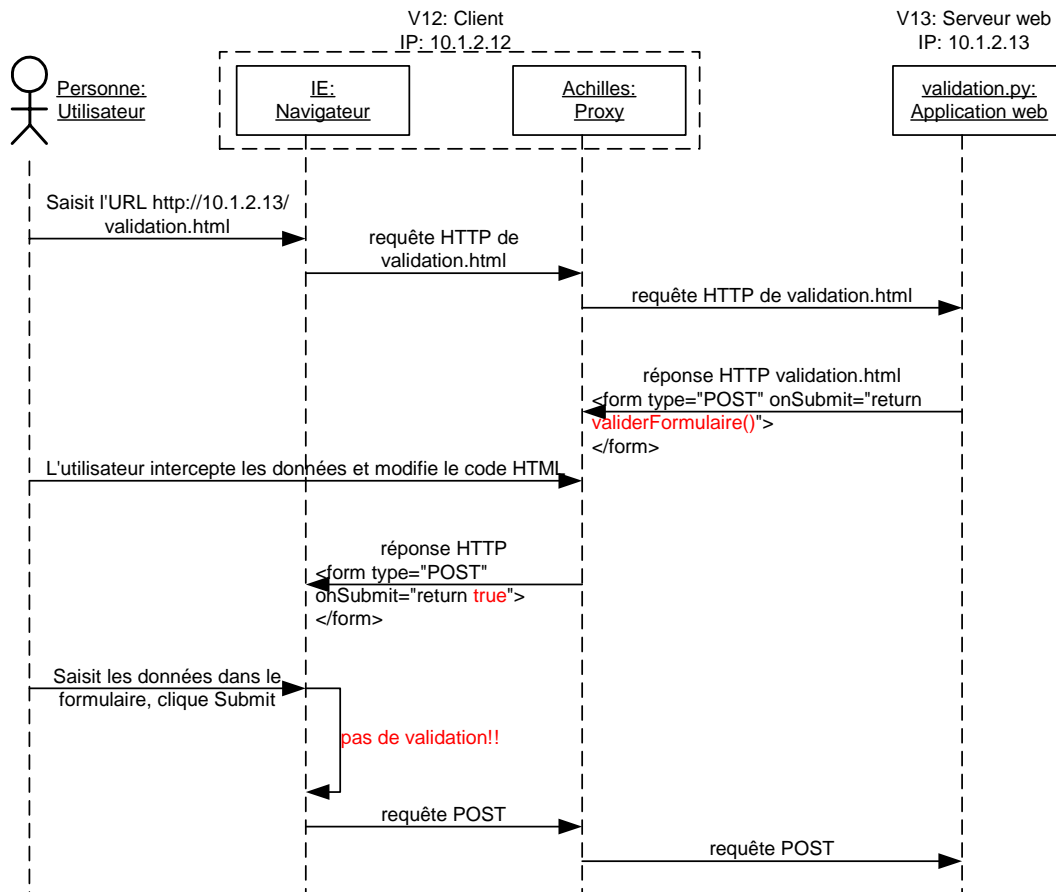 V12: Client
IP: 10.1.2.12
V13: Serveur web
IP: 10.1.2.13
Personne:
Utilisateur
IE:
Navigateur
Achilles:
Proxy
validation.py:
Application web
Saisit l'URL http://10.1.2.13/
validation.html
requête HTTP de
validation.html
requête HTTP de validation.html
réponse HTTP validation.html
<form type="POST" onSubmit="return
validerFormulaire()">
</form>
L'utilisateur intercepte les données et modifie le code HTML
réponse HTTP
<form type="POST"
onSubmit="return true">
</form>
Saisit les données dans le
formulaire, clique Submit
pas de validation!!
requête POST
requête POST